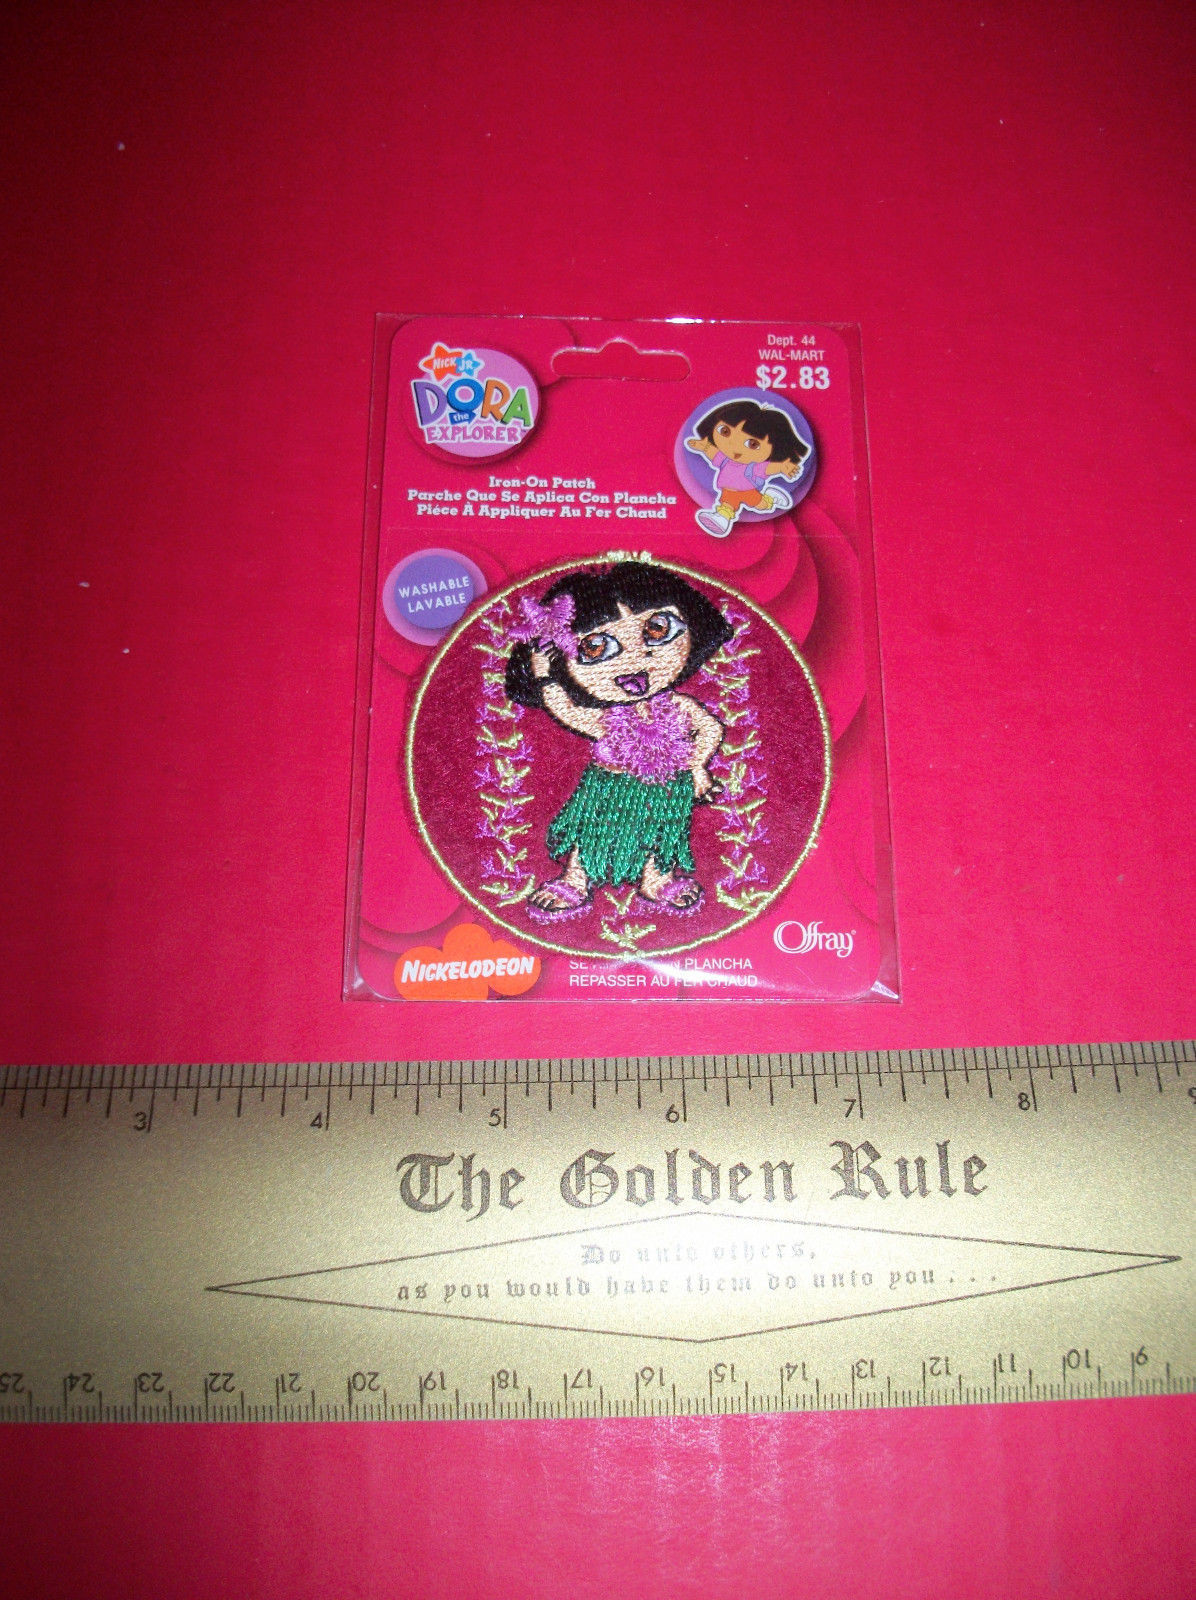 Dept. 44
WAL-MART
$2.83
NICK JR.
DORA
the
EXPLORER™
Iron-On Patch
Parche Que Se Aplica Con Plancha
Piéce À Appliquer Au Fer Chaud
WASHABLE
LAVABLE
Offray®
NICKELODEON
PLANCHA
REPASSER AU FER CHAUD
3 4 5 6 7 8 9
The Golden Rule
Do unto others,
as you would have them do unto you . . .
25 24 23 22 21 20 19 18 17 16 15 14 13 12 11 10 9